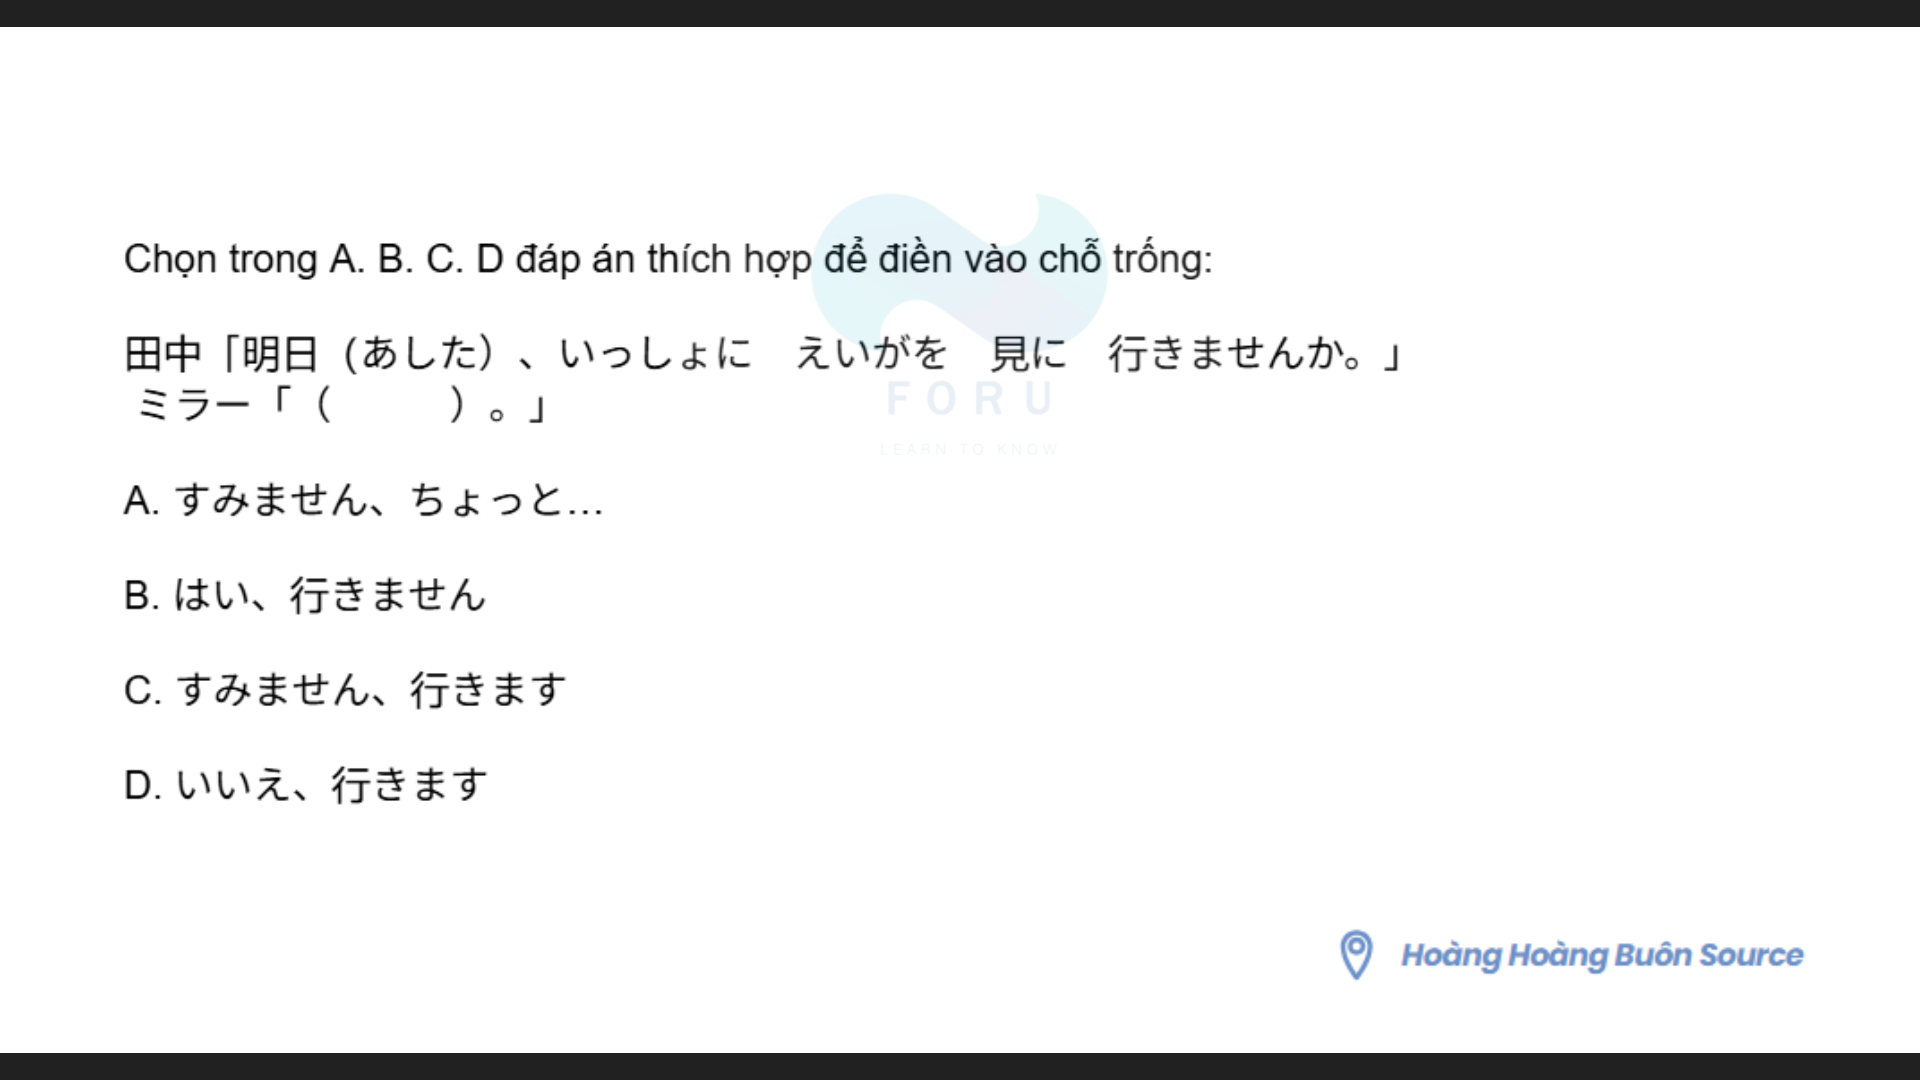 Chọn trong A. B. C. D đáp án thích hợp để điền vào chỗ trống:
田中「明日（あした）、いっしょに　えいがを　見に　行きませんか。」
ミラー「（　　　）。」
FORU
LEARN TO KNOW
A. すみません、ちょっと...
B. はい、行きません
C. すみません、行きます
D. いいえ、行きます
Hoàng Hoàng Buôn Source